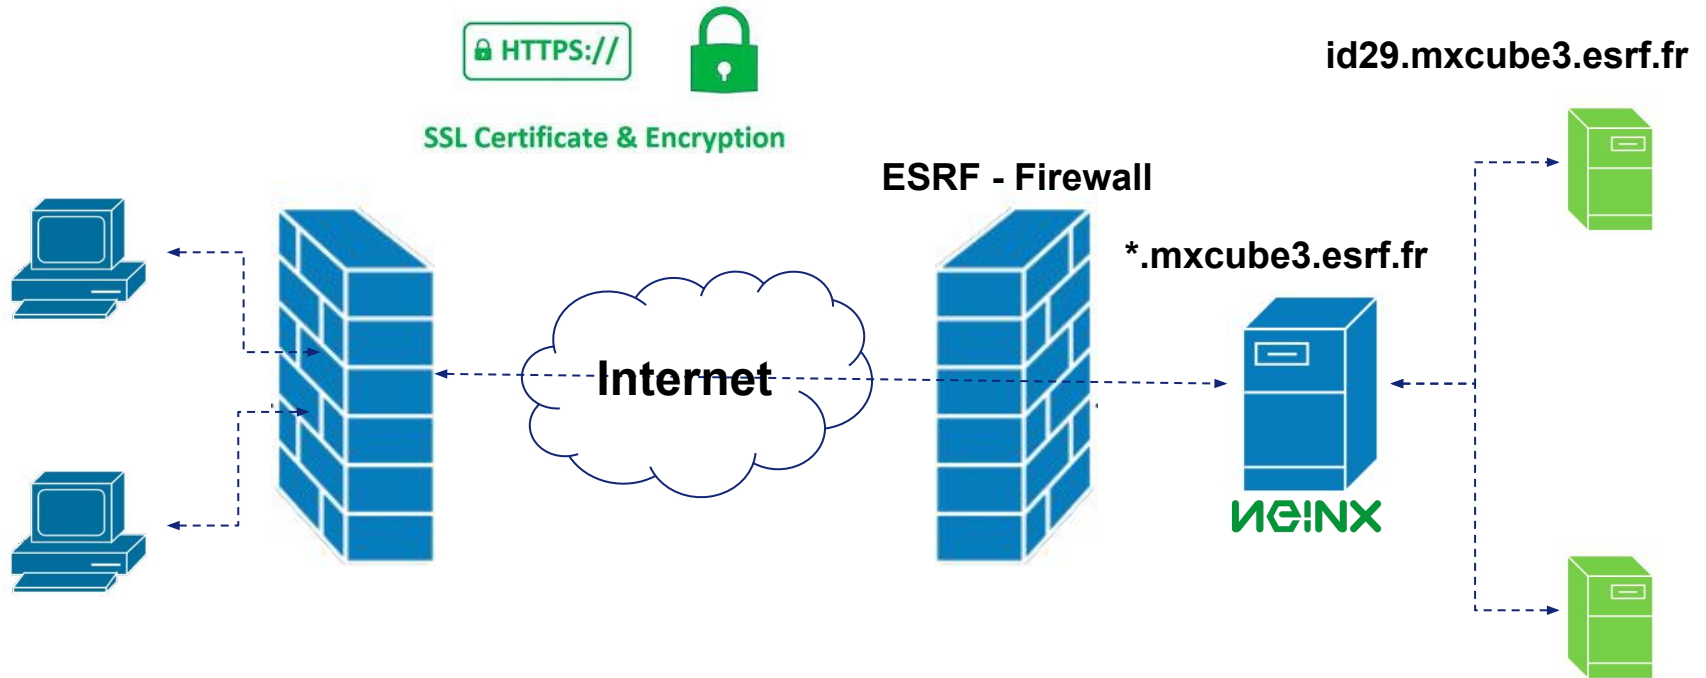 HTTPS://
SSL Certificate & Encryption
id29.mxcube3.esrf.fr
ESRF - Firewall
*.mxcube3.esrf.fr
Internet
NGINX